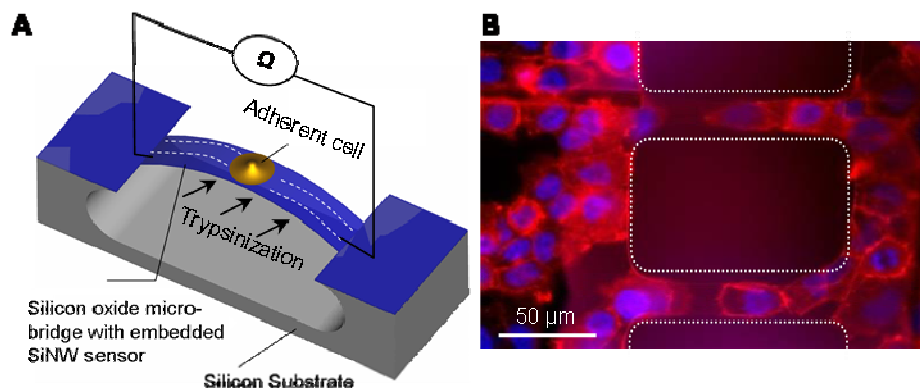 A
Q
Adherent cell
Trypsinization
Silicon oxide micro-
bridge with embedded
SiNW sensor
Silicon Substrate
B
50 µm